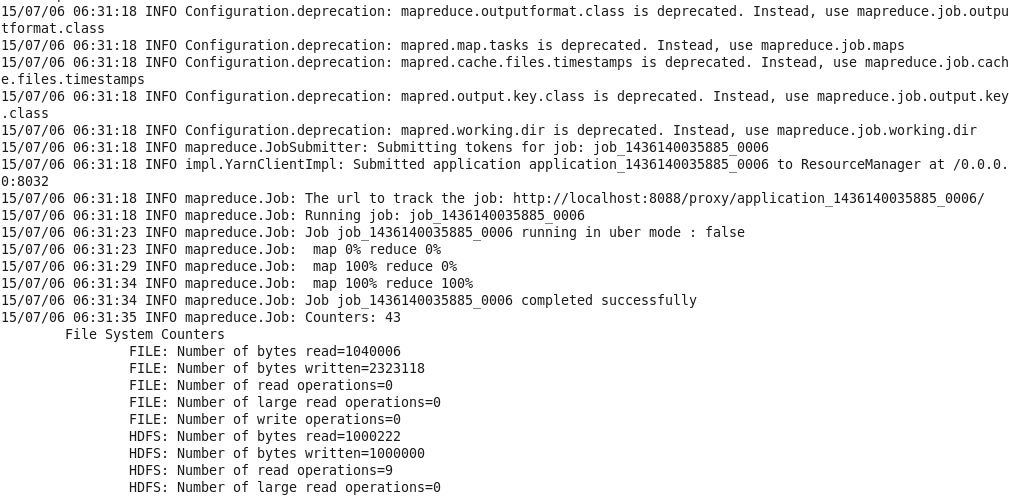 15/07/06 06:31:18 INFO Configuration.deprecation: mapreduce.outputformat.class is deprecated. Instead, use mapreduce.job.outpu
tformat.class
15/07/06 06:31:18 INFO Configuration.deprecation: mapred.map.tasks is deprecated. Instead, use mapreduce.job.maps
15/07/06 06:31:18 INFO Configuration.deprecation: mapred.cache.files.timestamps is deprecated. Instead, use mapreduce.job.cach
e.files.timestamps
15/07/06 06:31:18 INFO Configuration.deprecation: mapred.output.key.class is deprecated. Instead, use mapreduce.job.output.key
.class
15/07/06 06:31:18 INFO Configuration.deprecation: mapred.working.dir is deprecated. Instead, use mapreduce.job.working.dir
15/07/06 06:31:18 INFO mapreduce.JobSubmitter: Submitting tokens for job: job_1436140035885_0006
15/07/06 06:31:18 INFO impl.YarnClientImpl: Submitted application application_1436140035885_0006 to ResourceManager at /0.0.0.
0:8032
15/07/06 06:31:18 INFO mapreduce.Job: The url to track the job: http://localhost:8088/proxy/application_1436140035885_0006/
15/07/06 06:31:18 INFO mapreduce.Job: Running job: job_1436140035885_0006
15/07/06 06:31:23 INFO mapreduce.Job: Job job_1436140035885_0006 running in uber mode : false
15/07/06 06:31:23 INFO mapreduce.Job:  map 0% reduce 0%
15/07/06 06:31:29 INFO mapreduce.Job:  map 100% reduce 0%
15/07/06 06:31:34 INFO mapreduce.Job:  map 100% reduce 100%
15/07/06 06:31:34 INFO mapreduce.Job: Job job_1436140035885_0006 completed successfully
15/07/06 06:31:35 INFO mapreduce.Job: Counters: 43
        File System Counters
                FILE: Number of bytes read=1040006
                FILE: Number of bytes written=2323118
                FILE: Number of read operations=0
                FILE: Number of large read operations=0
                FILE: Number of write operations=0
                HDFS: Number of bytes read=1000222
                HDFS: Number of bytes written=1000000
                HDFS: Number of read operations=9
                HDFS: Number of large read operations=0